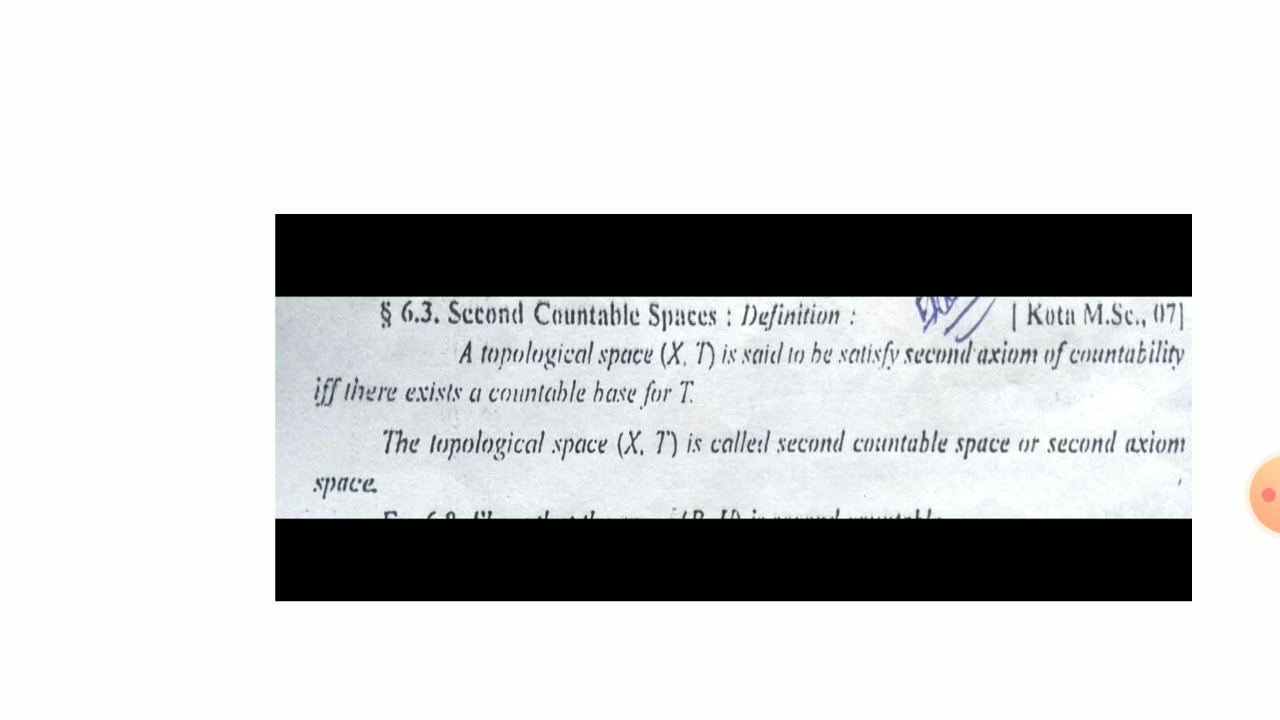 § 6.3. Second Countable Spaces : Definition : [ Kota M.Sc., 07]
A topological space (X, T) is said to be satisfy second axiom of countability
iff there exists a countable base for T.
The topological space (X, T) is called second countable space or second axiom
space.